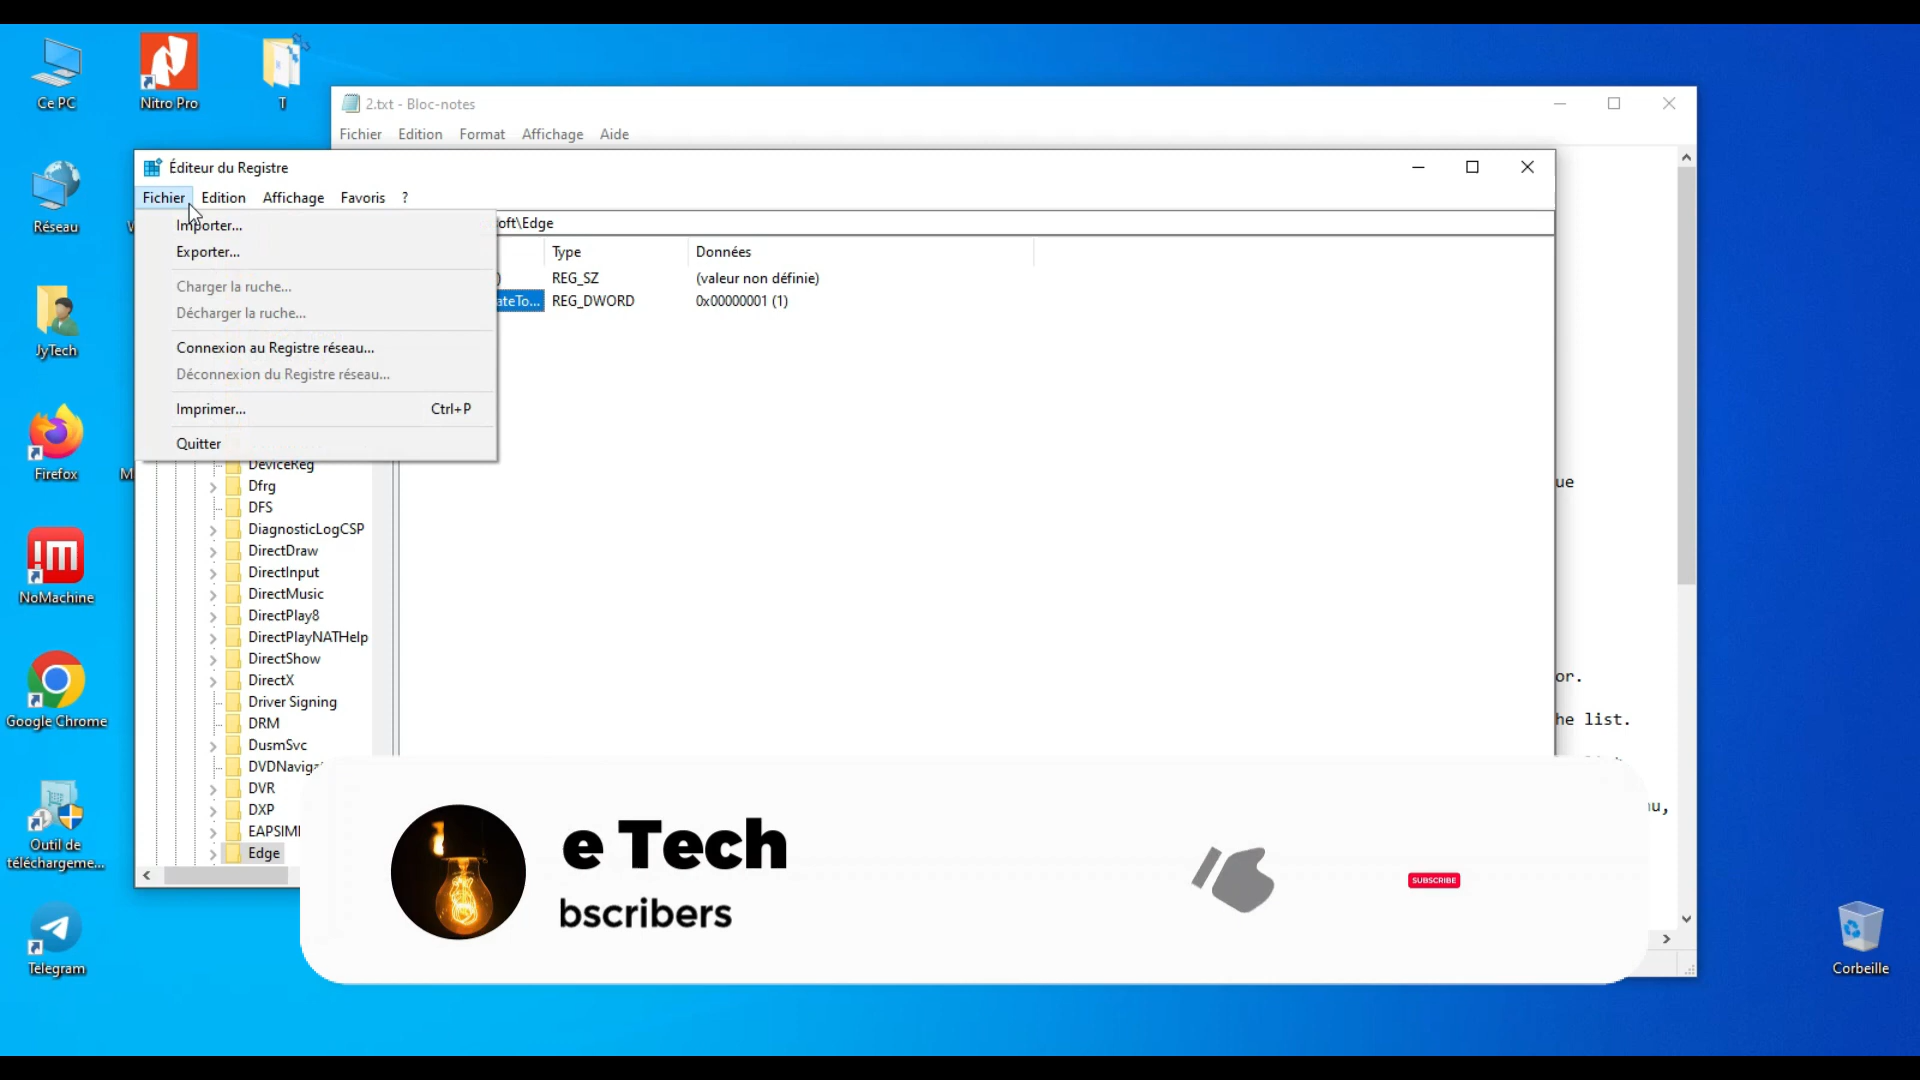 Ce PC
Nitro Pro
T
Réseau
JyTech
Firefox
NoMachine
Google Chrome
Outil de
téléchargeme...
Telegram
Corbeille
2.txt - Bloc-notes
Fichier Edition Format Affichage Aide
Éditeur du Registre
Fichier Edition Affichage Favoris ?
oft\Edge
Importer...
Exporter...
Charger la ruche...
Décharger la ruche...
Connexion au Registre réseau...
Déconnexion du Registre réseau...
Imprimer... Ctrl+P
Quitter
Type Données
) REG_SZ (valeur non définie)
ateTo... REG_DWORD 0x00000001 (1)
DeviceReg
Dfrg
DFS
DiagnosticLogCSP
DirectDraw
DirectInput
DirectMusic
DirectPlay8
DirectPlayNATHelp
DirectShow
DirectX
Driver Signing
DRM
DusmSvc
DVDNaviga
DVR
DXP
EAPSIMI
Edge
ue
or.
he list.
nu,
e Tech
bscribers
SUBSCRIBE